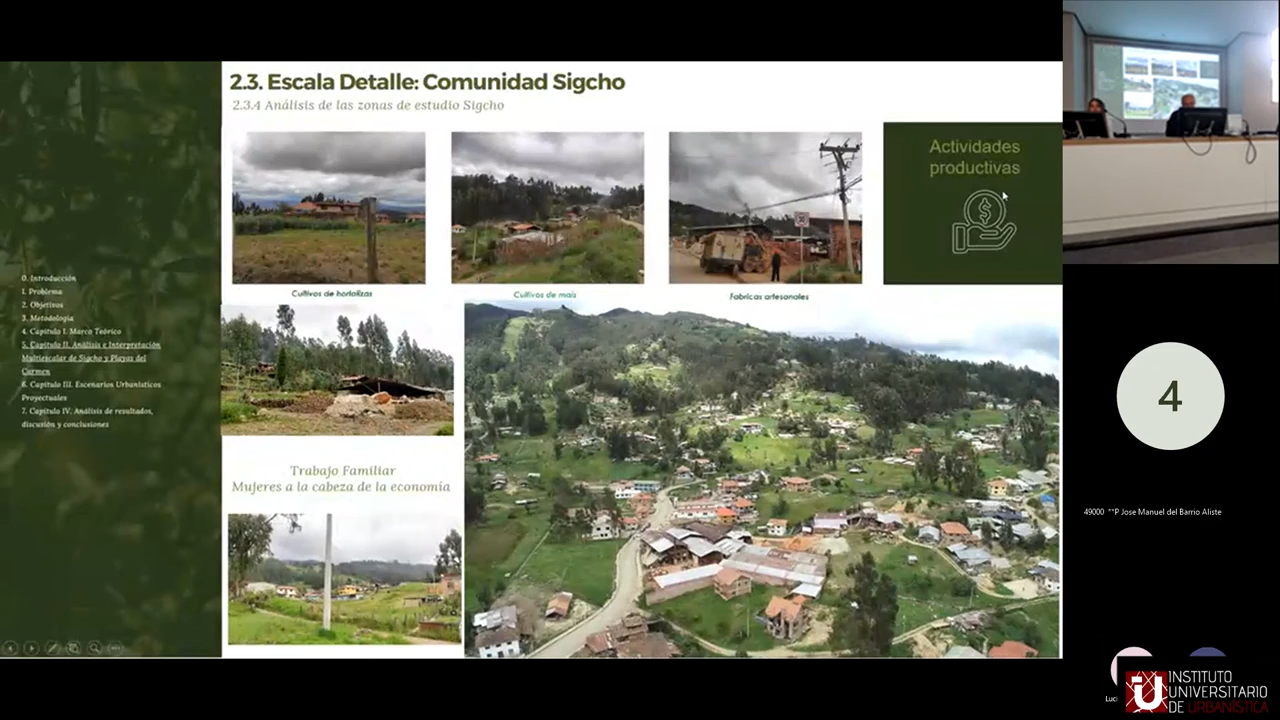 2.3. Escala Detalle: Comunidad Sigcho
2.3.4 Análisis de las zonas de estudio Sigcho
Actividades
productivas
Cultivos de hortalizas
Cultivos de maís
Fabricas artesanales
0. Introducción
1. Problema
2. Objetivos
3. Metodología
4. Capítulo I. Marco Teórico
5. Capítulo II. Análisis e Interpretación
Multiescalar de Sigcho y Playas del
Carmen
6. Capítulo III. Escenarios Urbanísticos
Proyectuales
7. Capítulo IV. Análisis de resultados,
discusión y conclusiones
Trabajo Familiar
Mujeres a la cabeza de la economía
4
49000 **P Jose Manuel del Barrio Aliste
Luc
INSTITUTO
UNIVERSITARIO
DE URBANÍSTICA